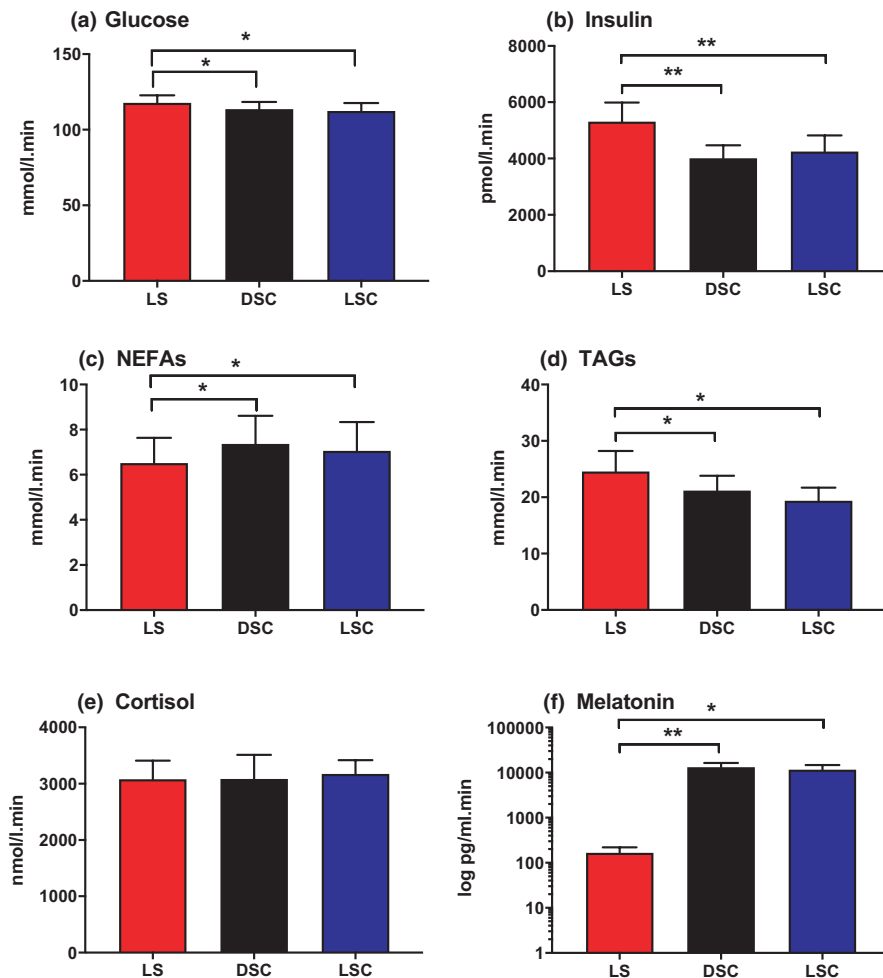 (a) Glucose
mmol/l.min
150
100
50
0
*
*
LS DSC LSC
(b) Insulin
pmol/l.min
8000
6000
4000
2000
0
**
**
LS DSC LSC
(c) NEFAs
mmol/l.min
10
8
6
4
2
0
*
*
LS DSC LSC
(d) TAGs
mmol/l.min
40
30
20
10
0
*
*
LS DSC LSC
(e) Cortisol
nmol/l.min
4000
3000
2000
1000
0
LS DSC LSC
(f) Melatonin
log pg/ml.min
100000
10000
1000
100
10
1
*
**
LS DSC LSC